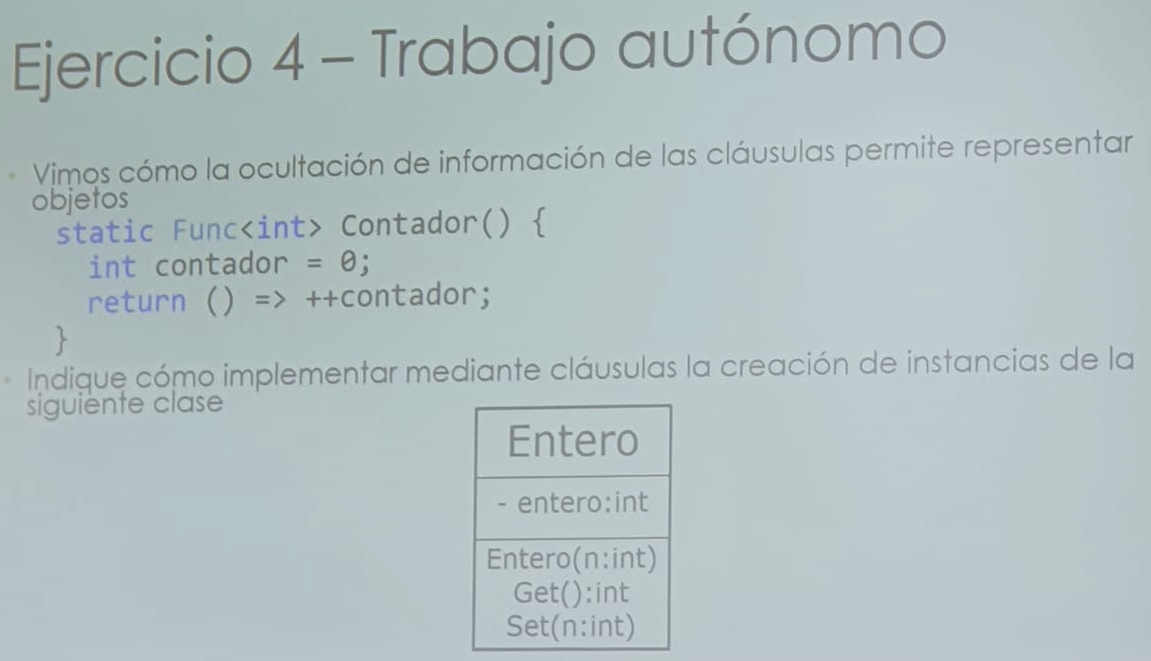 Ejercicio 4 – Trabajo autónomo
• Vimos cómo la ocultación de información de las cláusulas permite representar
objetos
static Func<int> Contador() {
int contador = 0;
return () => ++contador;
}
• Indique cómo implementar mediante cláusulas la creación de instancias de la
siguiente clase
Entero
- entero:int
Entero(n:int)
Get():int
Set(n:int)